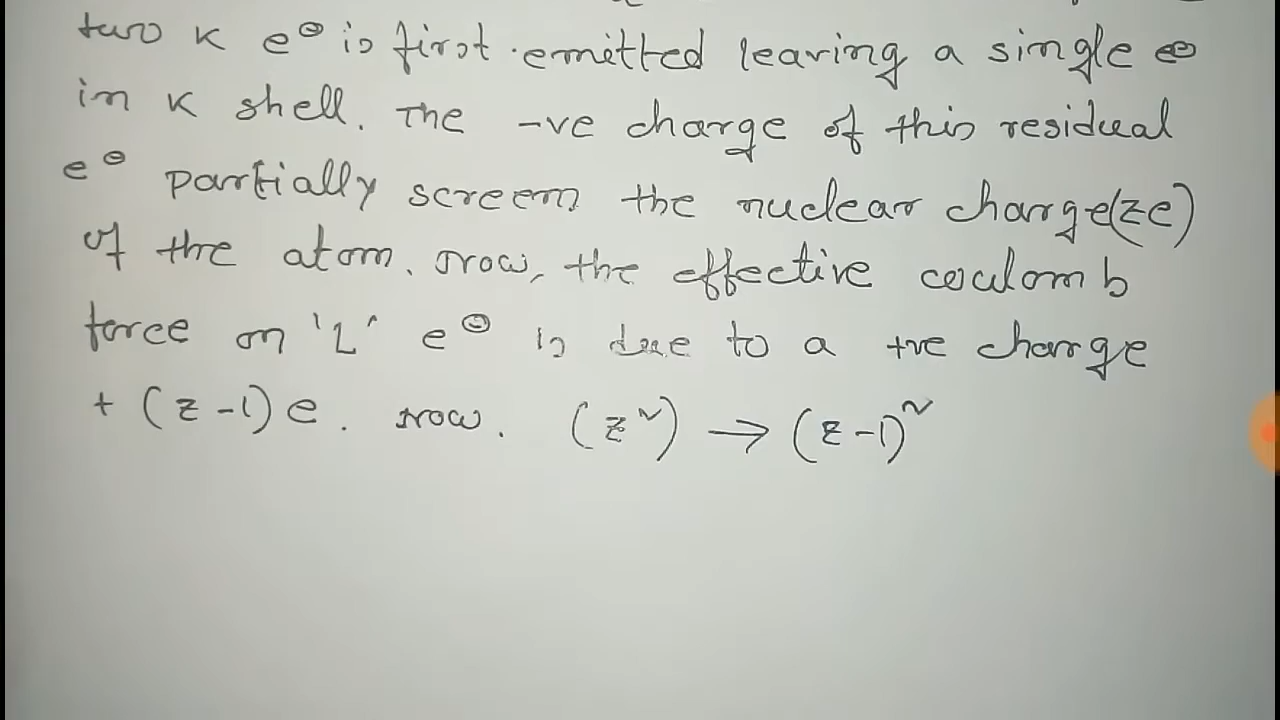 two K e⊖ is first emitted leaving a single e⊖
in K shell. The -ve charge of this residual
e⊖ partially screen the nuclear charge(ze)
of the atom. Now, the effective coulomb
force on 'L' e⊖ is due to a +ve charge
+ (z-1)e. Now. (z²) → (z-1)²